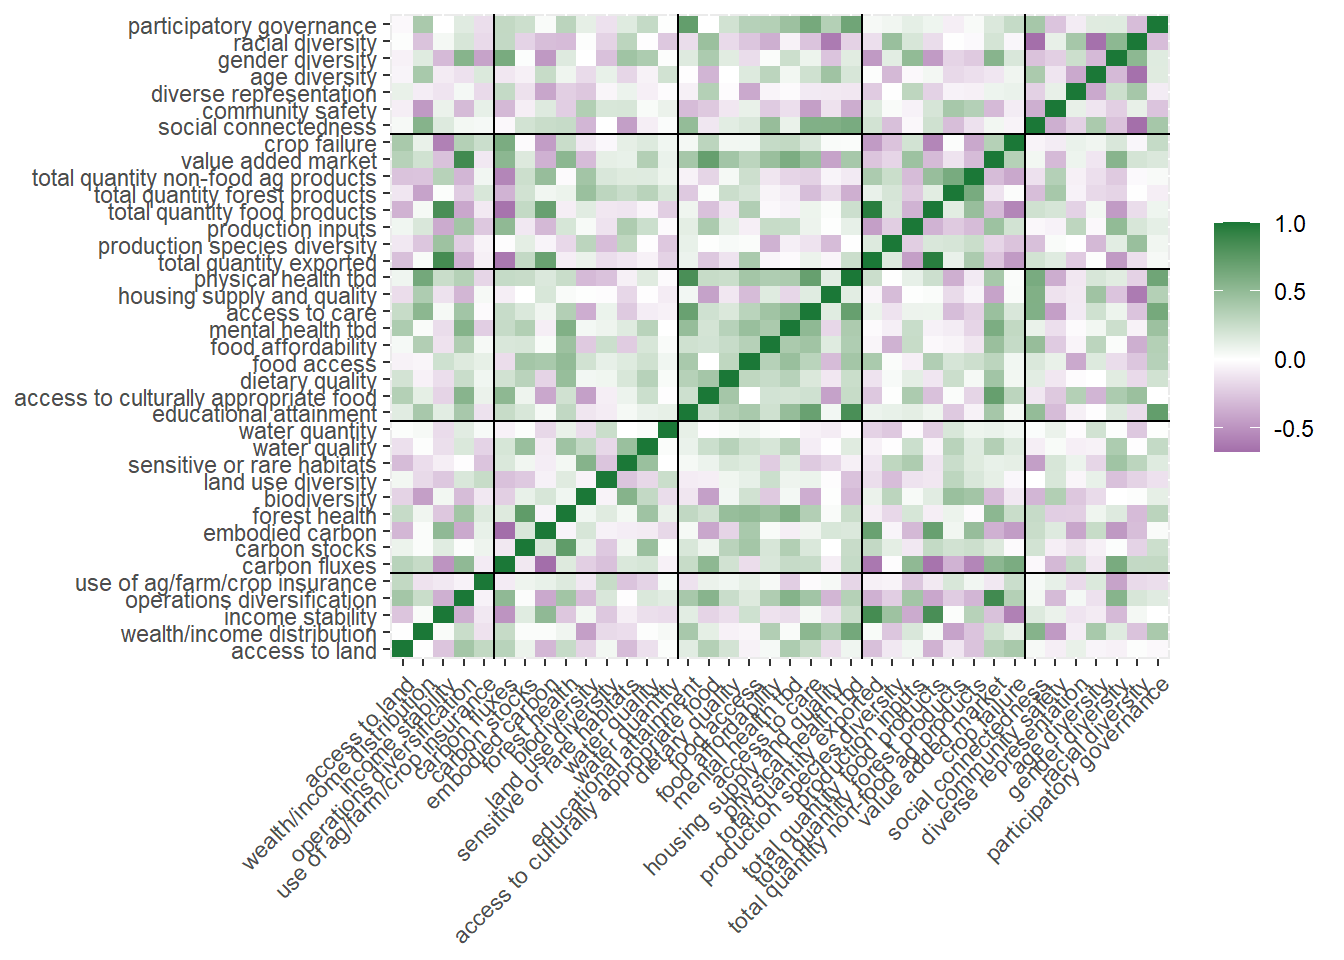 participatory governance
racial diversity
gender diversity
age diversity
diverse representation
community safety
social connectedness
crop failure
value added market
total quantity non-food ag products
total quantity forest products
total quantity food products
production inputs
production species diversity
total quantity exported
physical health tbd
housing supply and quality
access to care
mental health tbd
food affordability
food access
dietary quality
access to culturally appropriate food
educational attainment
water quantity
water quality
sensitive or rare habitats
land use diversity
biodiversity
forest health
embodied carbon
carbon stocks
carbon fluxes
use of ag/farm/crop insurance
operations diversification
income stability
wealth/income distribution
access to land
access to land
wealth/income distribution
income stability
operations diversification
use of ag/farm/crop insurance
carbon fluxes
carbon stocks
embodied carbon
forest health
biodiversity
land use diversity
sensitive or rare habitats
water quality
water quantity
educational attainment
access to culturally appropriate food
dietary quality
food access
food affordability
mental health tbd
access to care
housing supply and quality
physical health tbd
total quantity exported
production species diversity
production inputs
total quantity food products
total quantity forest products
total quantity non-food ag products
value added market
crop failure
social connectedness
community safety
diverse representation
age diversity
gender diversity
racial diversity
participatory governance
1.0
0.5
0.0
-0.5